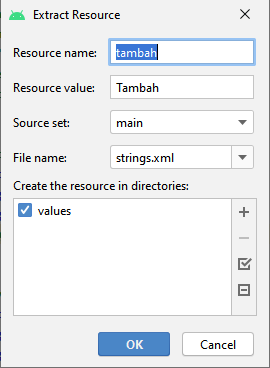 Extract Resource
Resource name: tambah
Resource value: Tambah
Source set: main
File name: strings.xml
Create the resource in directories:
values
OK Cancel